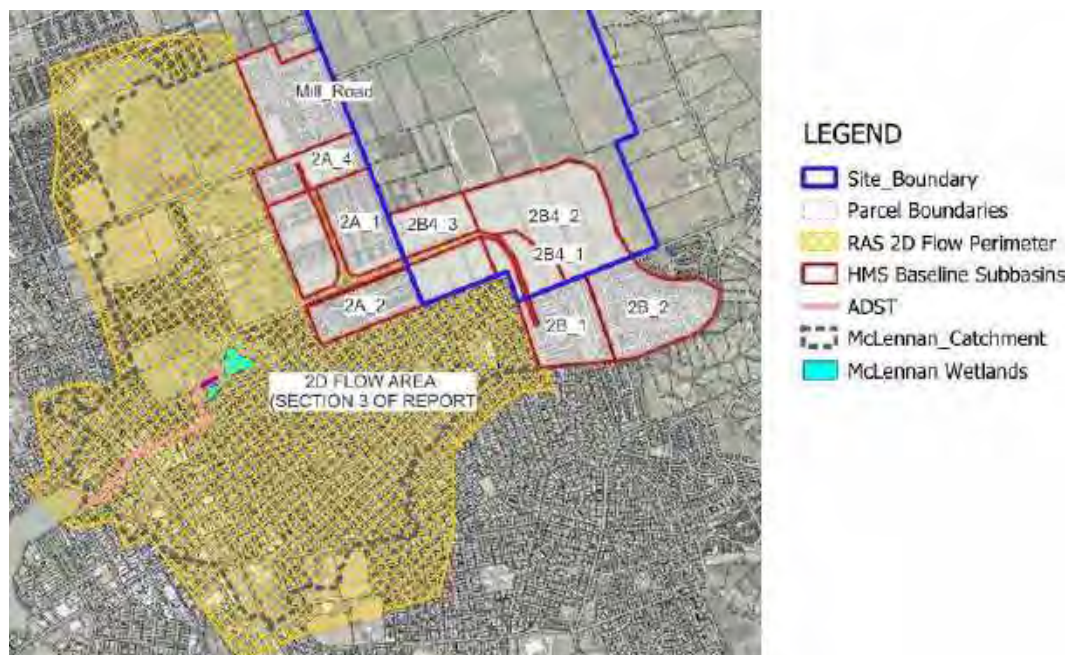 Mill_Road
2A_4
2A_1
2B4_3
2B4_2
2B4_1
2A_2
2B_1
2B_2
2D FLOW AREA
(SECTION 3 OF REPORT
LEGEND
Site_Boundary
Parcel Boundaries
RAS 2D Flow Perimeter
HMS Baseline Subbasins
ADST
McLennan_Catchment
McLennan Wetlands